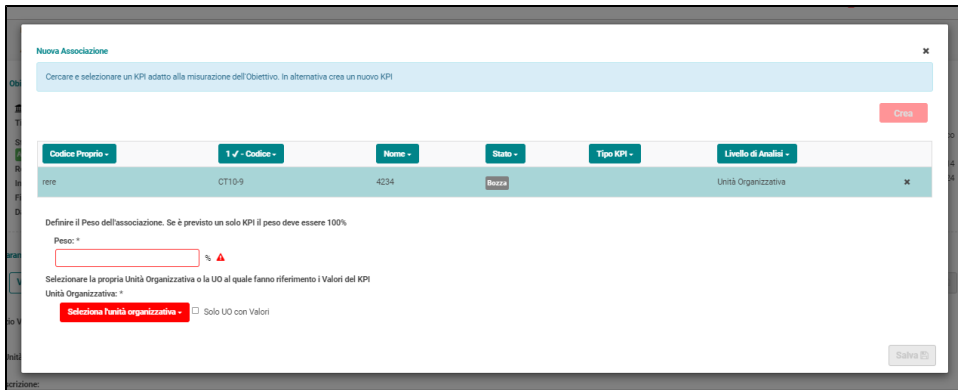 Nuova Associazione
Cercare e selezionare un KPI adatto alla misurazione dell'Obiettivo. In alternativa crea un nuovo KPI
Crea
Codice Proprio 1 ✓ - Codice Nome Stato Tipo KPI Livello di Analisi
rere CT10-9 4234 Bozza Unità Organizzativa
Definire il Peso dell'associazione. Se è previsto un solo KPI il peso deve essere 100%
Peso: *
%
Selezionare la propria Unità Organizzativa o la UO al quale fanno riferimento i Valori del KPI
Unità Organizzativa: *
Seleziona l'unità organizzativa Solo UO con Valori
Salva
scrizione: